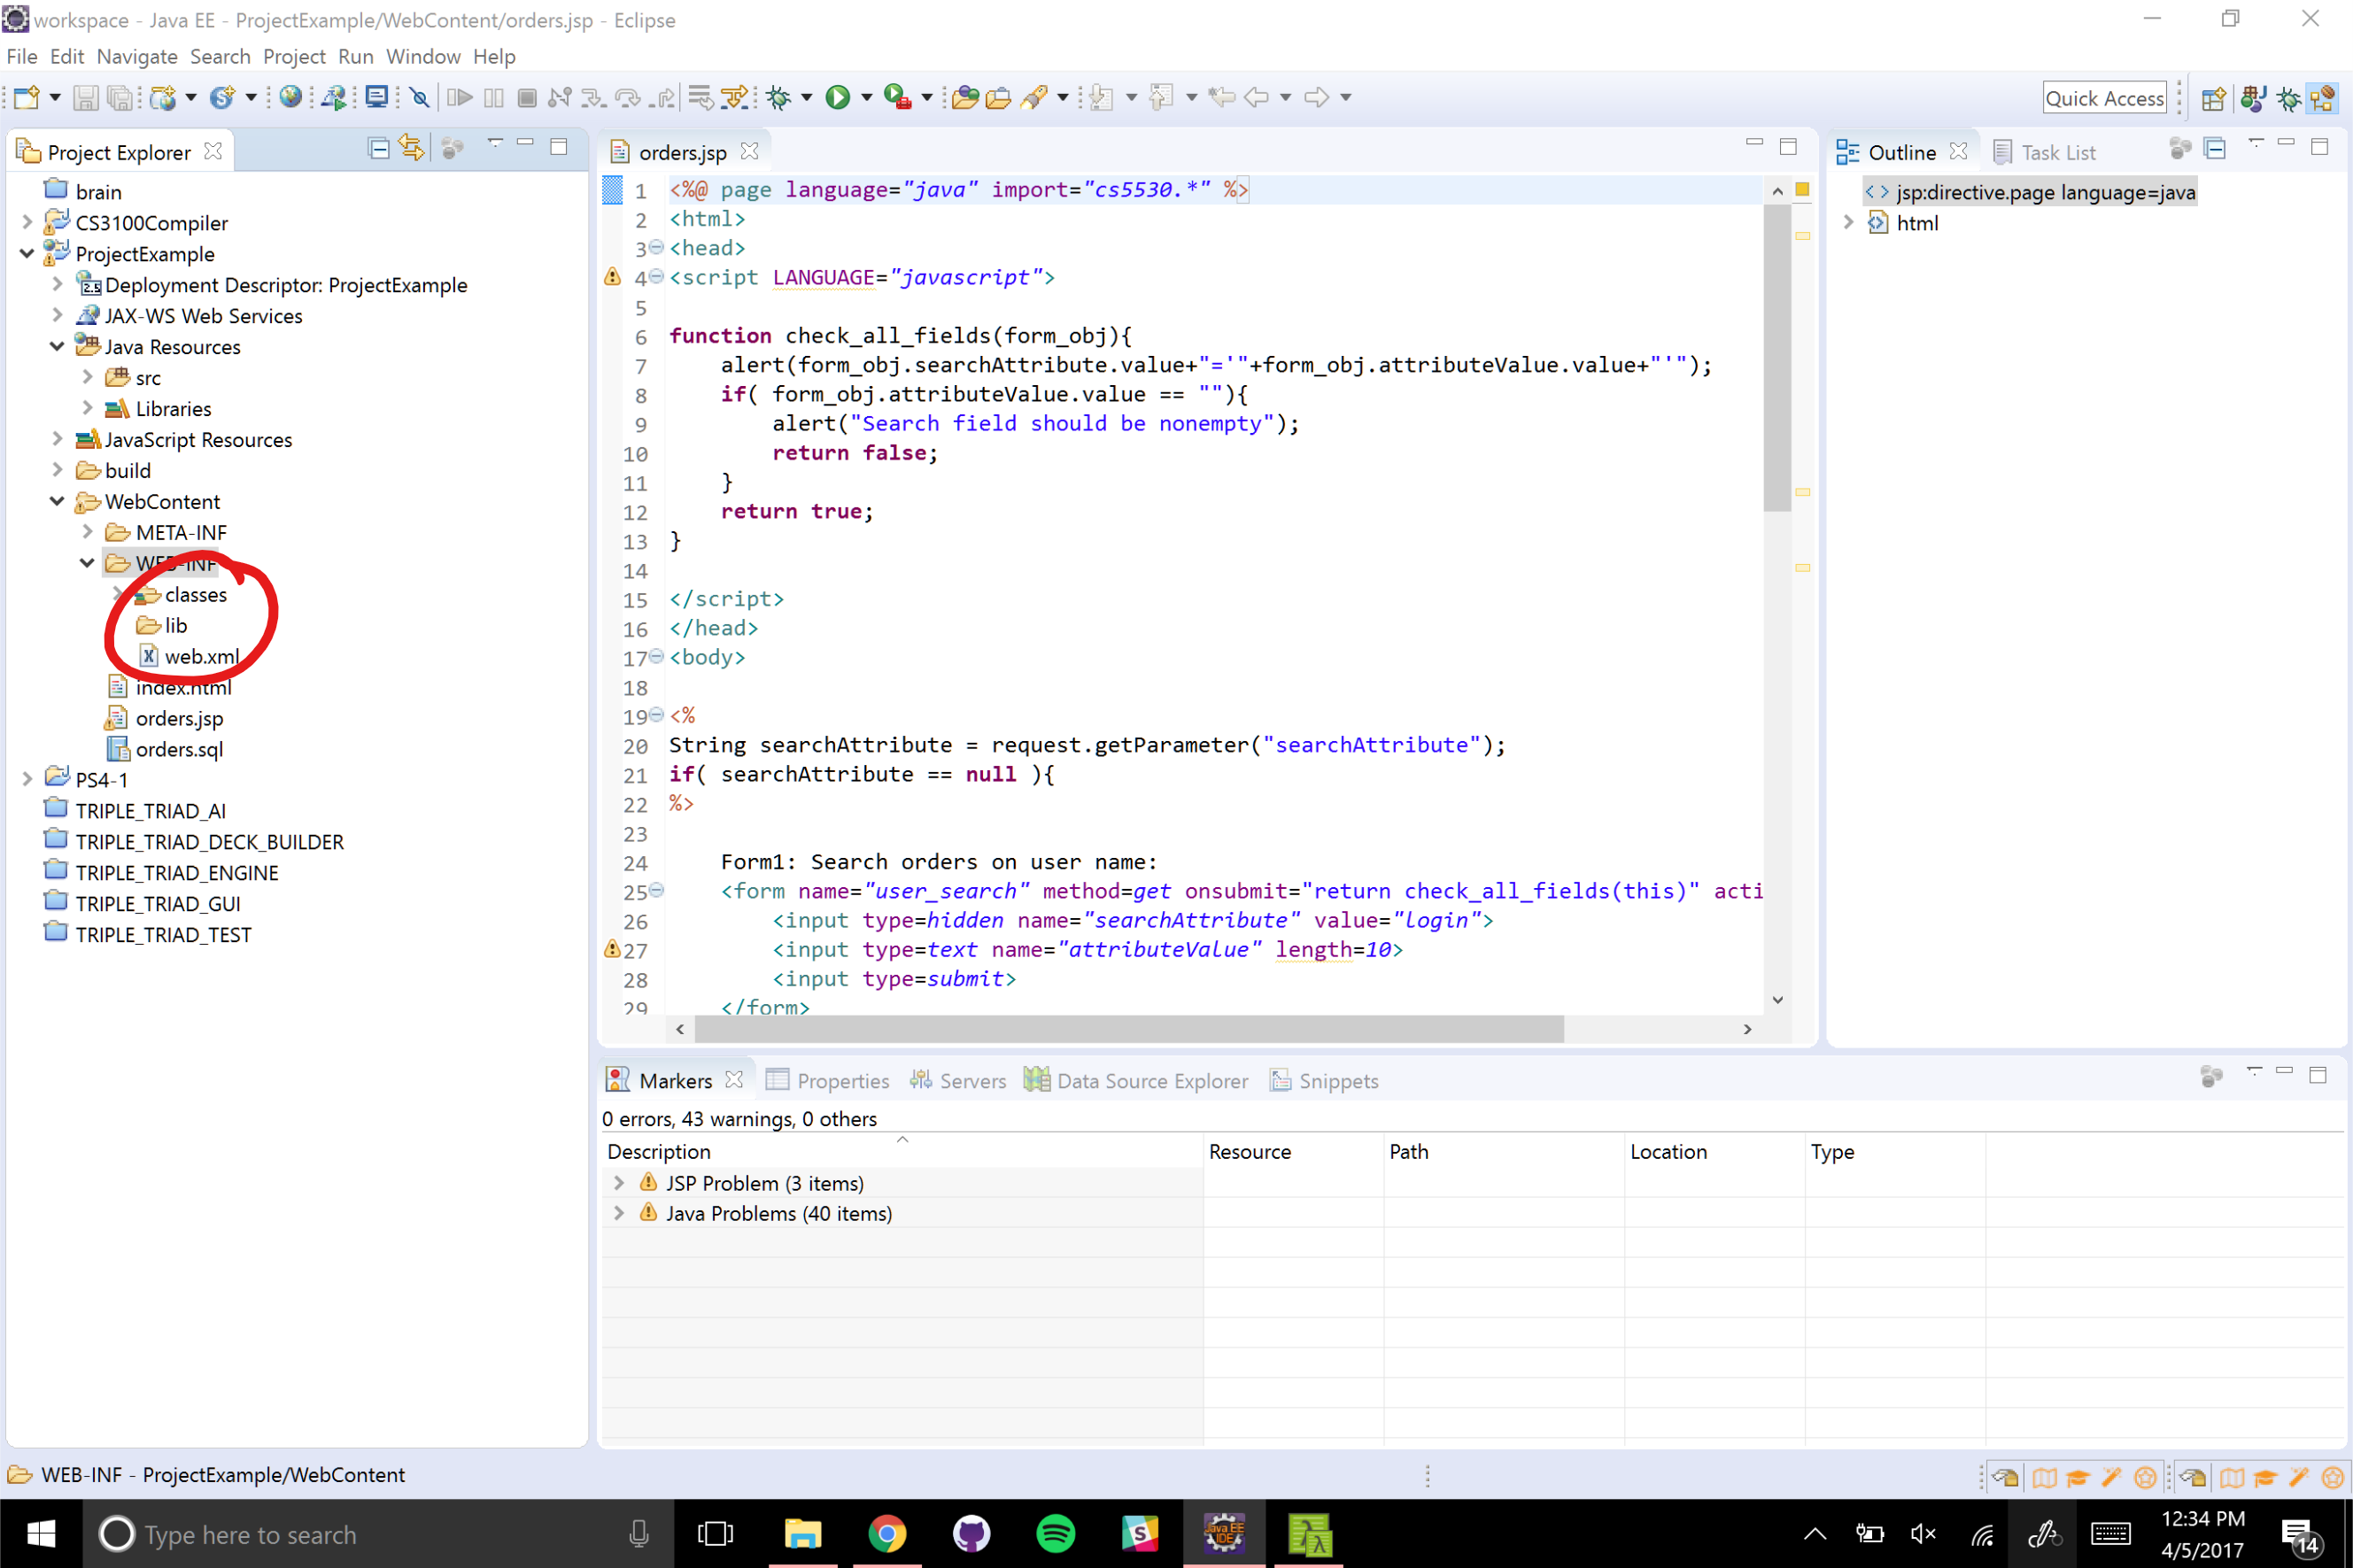 workspace - Java EE - ProjectExample/WebContent/orders.jsp - Eclipse
File Edit Navigate Search Project Run Window Help
Quick Access
Project Explorer
brain
CS3100Compiler
ProjectExample
2.5 Deployment Descriptor: ProjectExample
JAX-WS Web Services
Java Resources
src
Libraries
JavaScript Resources
build
WebContent
META-INF
WEB-INF
classes
lib
web.xml
index.html
orders.jsp
orders.sql
PS4-1
TRIPLE_TRIAD_AI
TRIPLE_TRIAD_DECK_BUILDER
TRIPLE_TRIAD_ENGINE
TRIPLE_TRIAD_GUI
TRIPLE_TRIAD_TEST
orders.jsp
1 <%@ page language="java" import="cs5530.*" %>
2 <html>
3 <head>
4 <script LANGUAGE="javascript">
5
6 function check_all_fields(form_obj){
7 alert(form_obj.searchAttribute.value+"='"+form_obj.attributeValue.value+"'");
8 if( form_obj.attributeValue.value == ""){
9 alert("Search field should be nonempty");
10 return false;
11 }
12 return true;
13 }
14
15 </script>
16 </head>
17 <body>
18
19 <%
20 String searchAttribute = request.getParameter("searchAttribute");
21 if( searchAttribute == null ){
22 %>
23
24 Form1: Search orders on user name:
25 <form name="user_search" method=get onsubmit="return check_all_fields(this)" acti
26 <input type=hidden name="searchAttribute" value="login">
27 <input type=text name="attributeValue" length=10>
28 <input type=submit>
29 </form>
Outline Task List
jsp:directive.page language=java
html
Markers Properties Servers Data Source Explorer Snippets
0 errors, 43 warnings, 0 others
Description Resource Path Location Type
JSP Problem (3 items)
Java Problems (40 items)
WEB-INF - ProjectExample/WebContent
Type here to search
Java EE
IDE
12:34 PM
4/5/2017
14